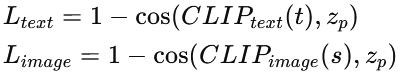 L_{text} = 1 − cos(CLIP_{text}(t), z_p)
L_{image} = 1 − cos(CLIP_{image}(s), z_p)